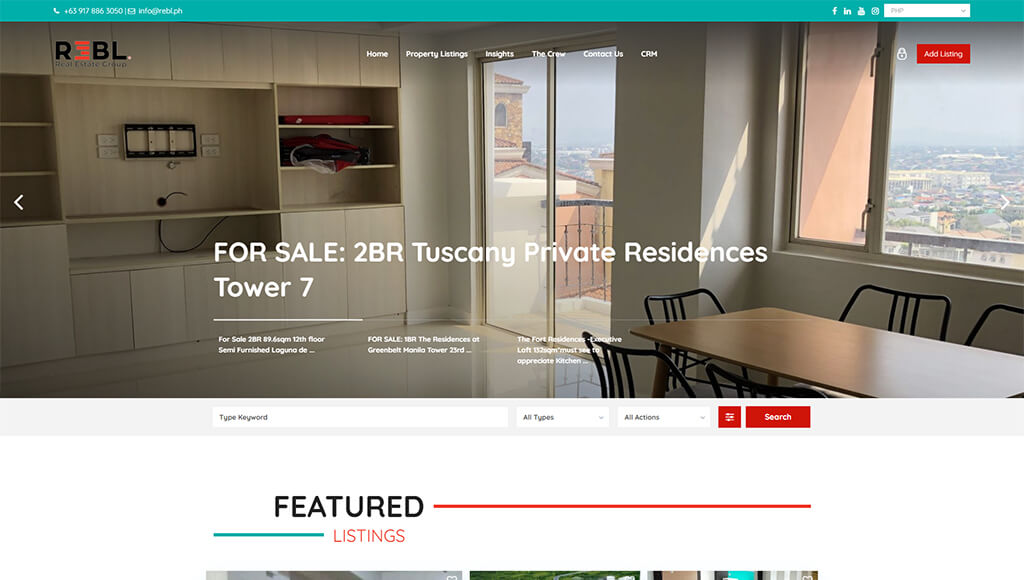 +63 917 886 3050 | info@rebl.ph
PHP
REBL.
Real Estate Group
Home Property Listings Insights The Crew Contact Us CRM
Add Listing
FOR SALE: 2BR Tuscany Private Residences
Tower 7
For Sale 2BR 89.6sqm 12th floor
Semi Furnished Laguna de ...
FOR SALE: 1BR The Residences at
Greenbelt Manila Tower 23rd ...
The Fort Residences -Executive
Loft 132sqm*must see to
appreciate Kitchen ...
Type Keyword
All Types
All Actions
Search
FEATURED
LISTINGS